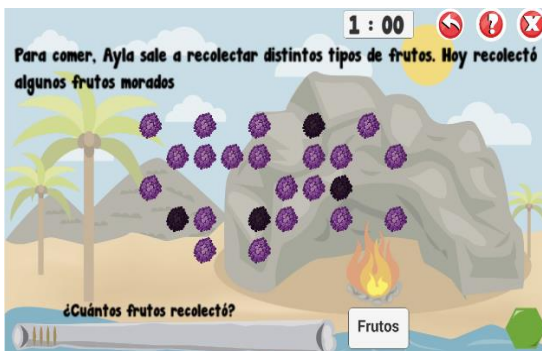 1 : 00
?
X
Para comer, Ayla sale a recolectar distintos tipos de frutos. Hoy recolectó
algunos frutos morados
¿Cuántos frutos recolectó?
Frutos